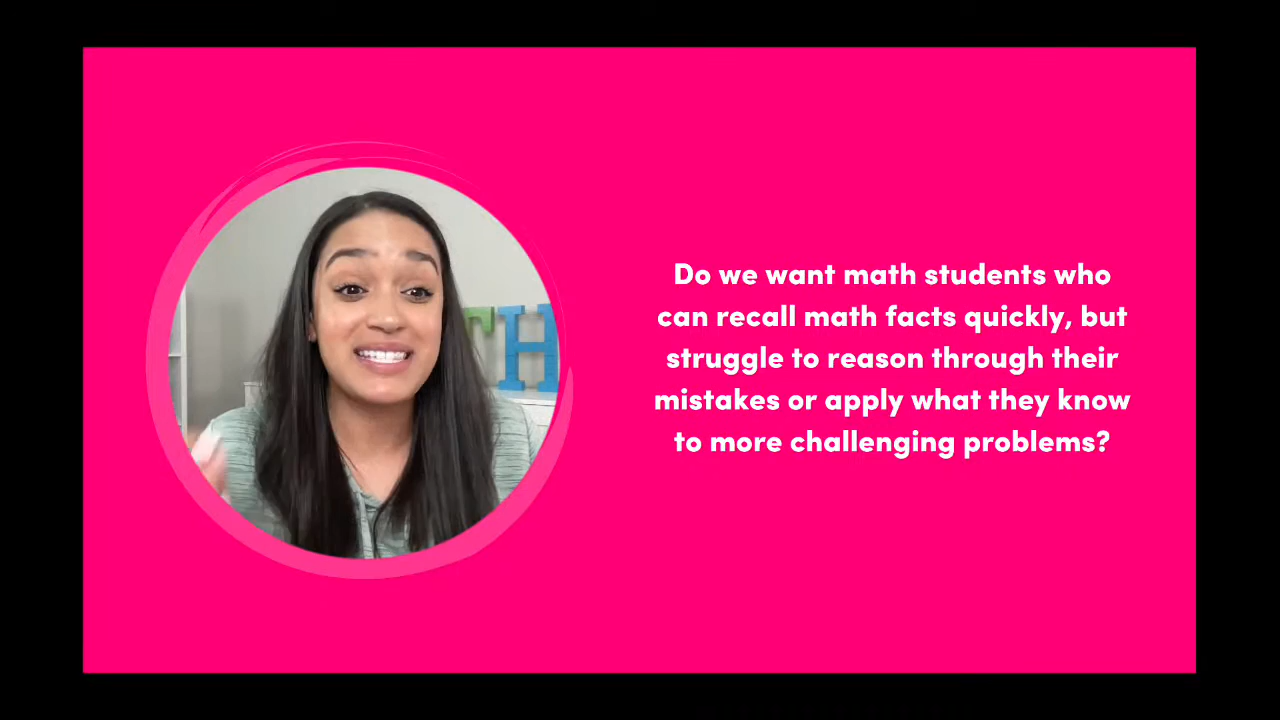 TH
Do we want math students who
can recall math facts quickly, but
struggle to reason through their
mistakes or apply what they know
to more challenging problems?